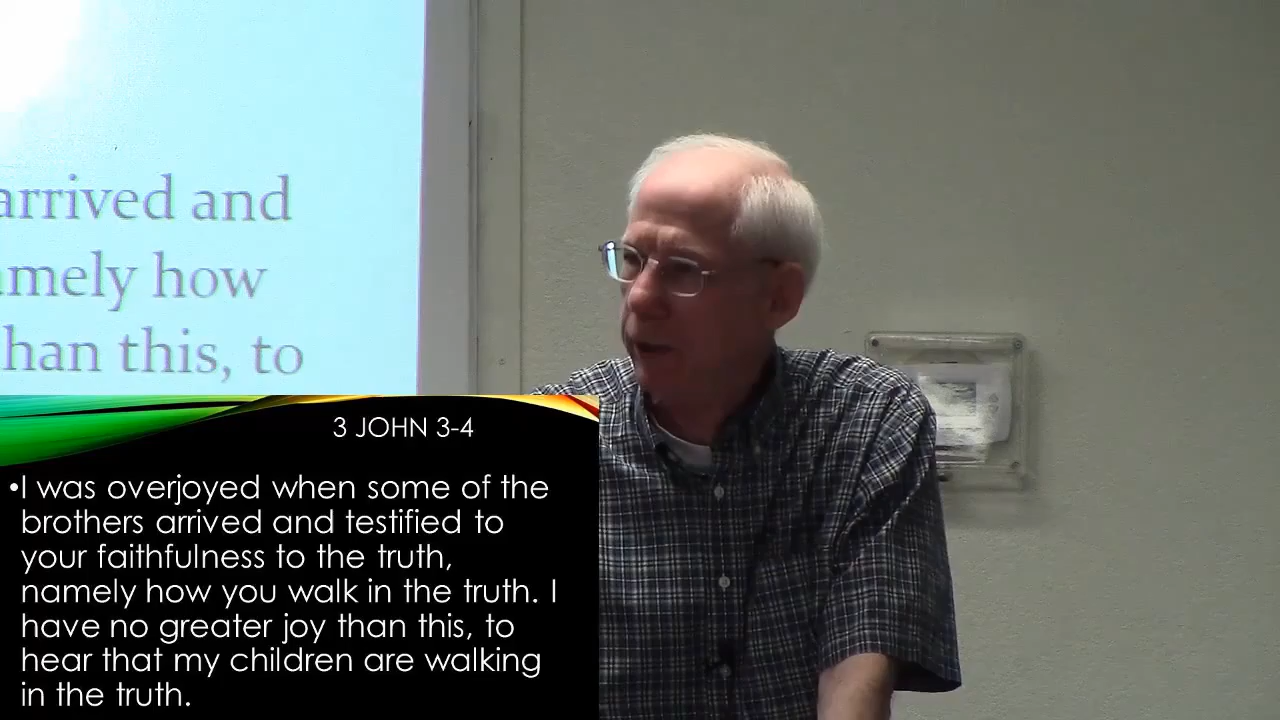 arrived and
amely how
han this, to
3 JOHN 3-4
•I was overjoyed when some of the
brothers arrived and testified to
your faithfulness to the truth,
namely how you walk in the truth. I
have no greater joy than this, to
hear that my children are walking
in the truth.